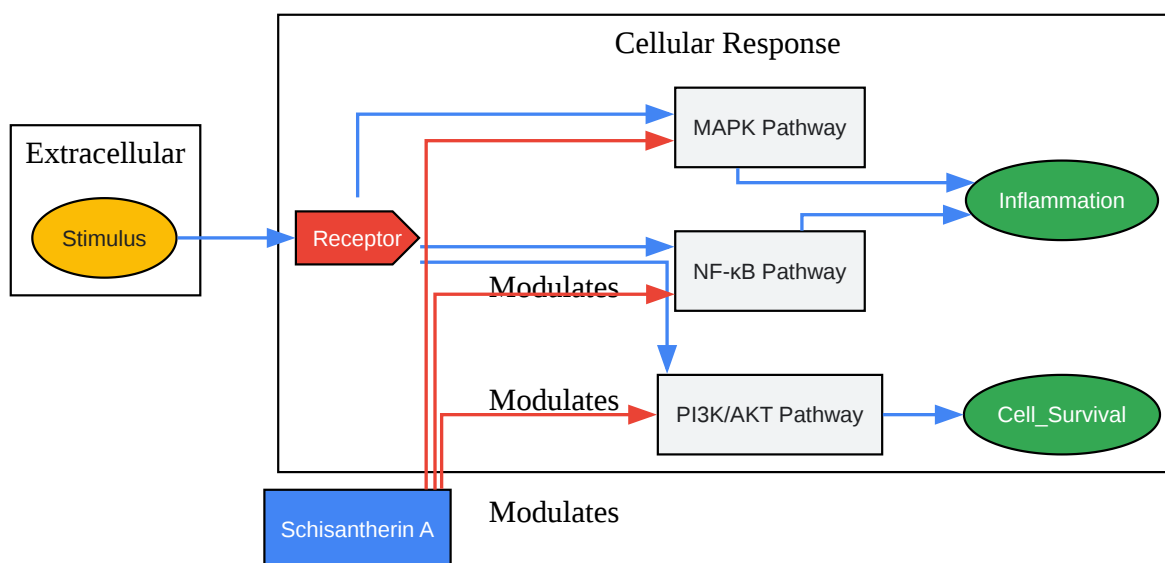 Cellular Response
MAPK Pathway
Extracellular
Inflammation
Stimulus
Receptor
NF-κB Pathway
Modulates
Modulates
PI3K/AKT Pathway
Cell_Survival
Modulates
Schisantherin A